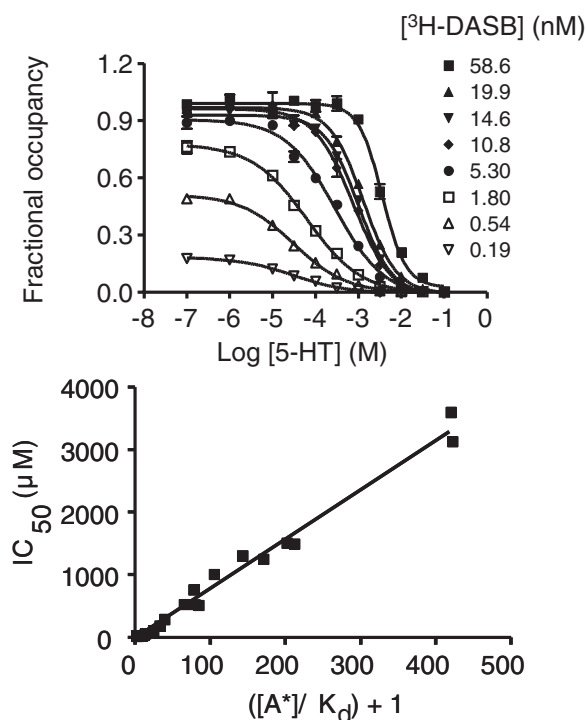 [³H-DASB] (nM)
58.6
19.9
14.6
10.8
5.30
1.80
0.54
0.19
Fractional occupancy
1.2
0.9
0.6
0.3
0.0
-8 -7 -6 -5 -4 -3 -2 -1 0
Log [5-HT] (M)
IC 50 (μM)
4000
3000
2000
1000
0
0 100 200 300 400 500
([A*]/ Kd) + 1